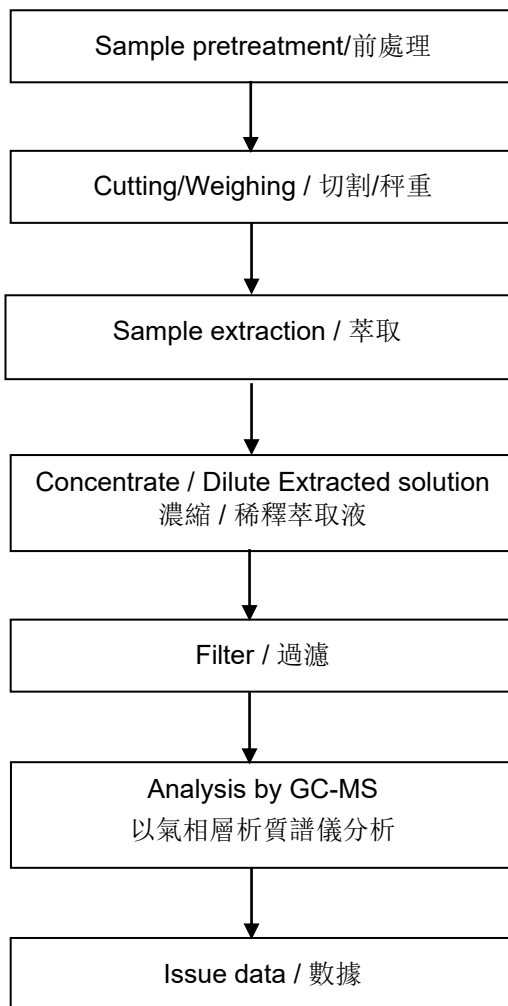 Sample pretreatment/前處理
Cutting/Weighing / 切割/秤重
Sample extraction / 萃取
Concentrate / Dilute Extracted solution
濃縮 / 稀釋萃取液
Filter / 過濾
Analysis by GC-MS
以氣相層析質譜儀分析
Issue data / 數據